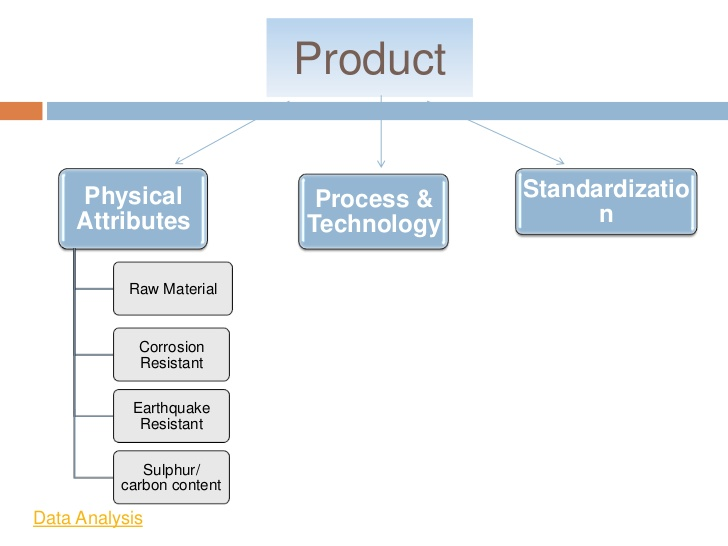 Product
Physical
Attributes
Process &
Technology
Standardizatio
n
Raw Material
Corrosion
Resistant
Earthquake
Resistant
Sulphur/
carbon content
Data Analysis